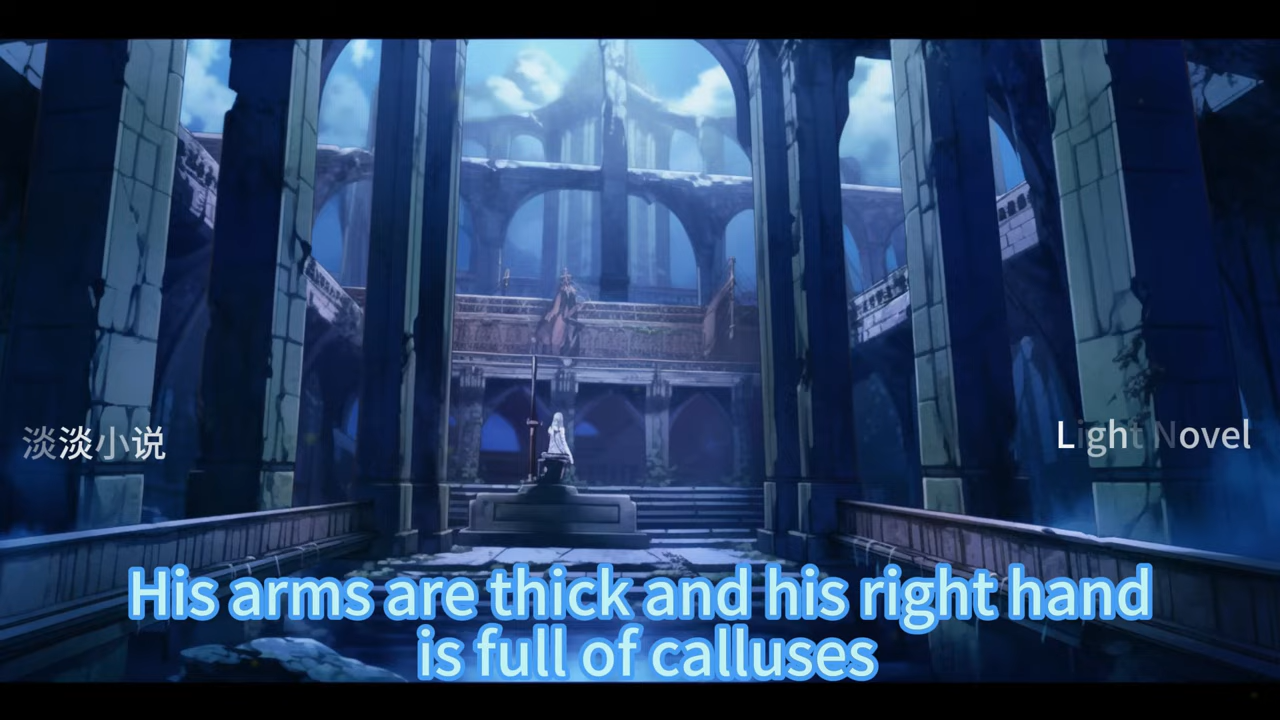 淡淡小说
Light Novel
His arms are thick and his right hand
is full of calluses